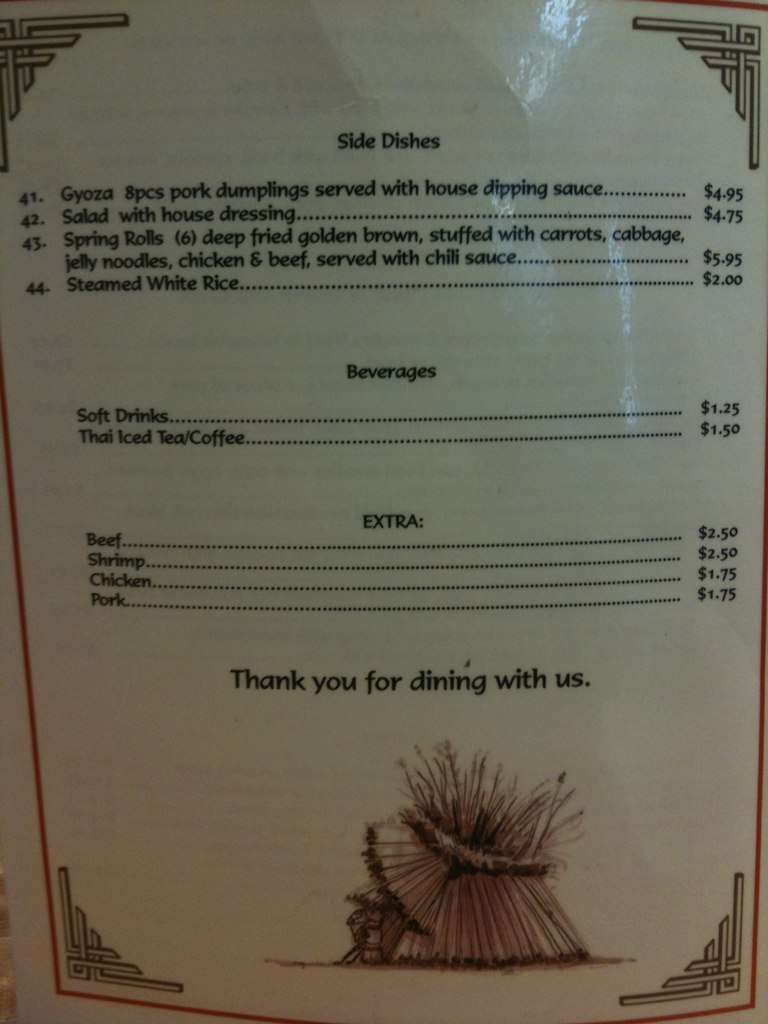 Side Dishes
41. Gyoza 8pcs pork dumplings served with house dipping sauce............... $4.95
42. Salad with house dressing.......................................................................... $4.75
43. Spring Rolls (6) deep fried golden brown, stuffed with carrots, cabbage,
jelly noodles, chicken & beef, served with chili sauce................................ $5.95
44. Steamed White Rice..................................................................................... $2.00
Beverages
Soft Drinks................................................................................................ $1.25
Thai Iced Tea/Coffee................................................................................. $1.50
EXTRA:
Beef.......................................................................................................... $2.50
Shrimp..................................................................................................... $2.50
Chicken.................................................................................................... $1.75
Pork......................................................................................................... $1.75
Thank you for dining with us.